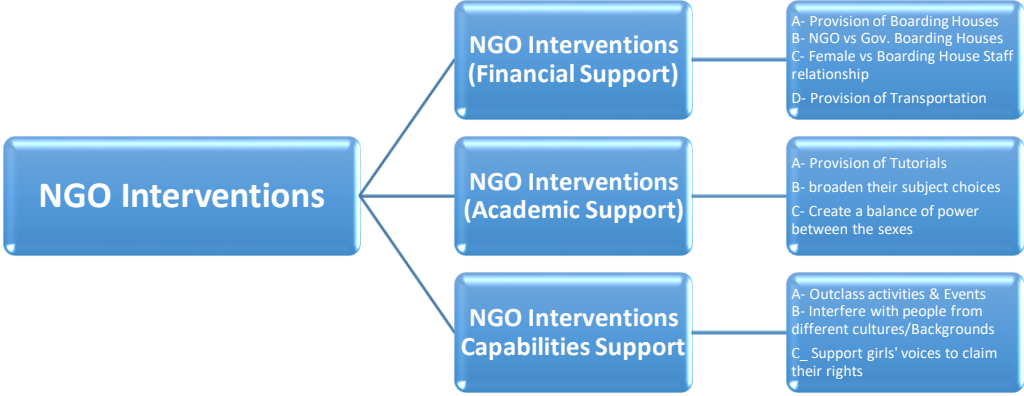 NGO Interventions
NGO Interventions
(Financial Support)
A- Provision of Boarding Houses
B- NGO vs Gov. Boarding Houses
C- Female vs Boarding House Staff
relationship
D- Provision of Transportation
NGO Interventions
(Academic Support)
A- Provision of Tutorials
B- broaden their subject choices
C- Create a balance of power
between the sexes
NGO Interventions
Capabilities Support
A- Outclass activities & Events
B- Interfere with people from
different cultures/Backgrounds
C_ Support girls' voices to claim
their rights